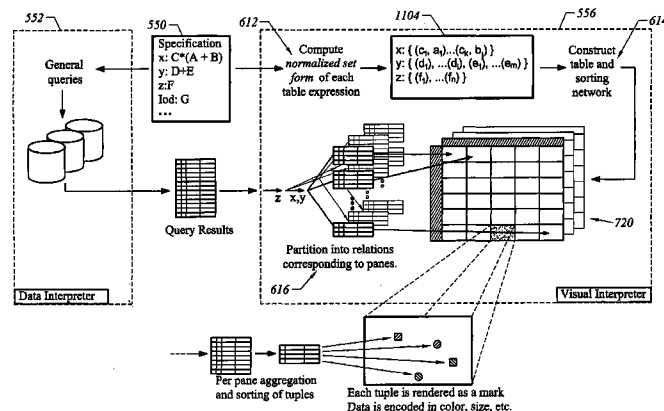 552
550
612
1104
556
614
Specification
x: C*(A + B)
y: D+E
z:F
lod: G
...
General
queries
Compute
normalized set
form of each
table expression
x: { (c₁, a₁)...(cₖ, bⱼ)}
y: { (d₁), ...(dᵢ), (e₁), ...(eₘ)}
z: { (f₁), ...(fₙ)}
Construct
table and
sorting
network
z
x,y
Query Results
720
Partition into relations
corresponding to panes.
616
Data Interpreter
Visual Interpreter
Per pane aggregation
and sorting of tuples
Each tuple is rendered as a mark
Data is encoded in color, size, etc.